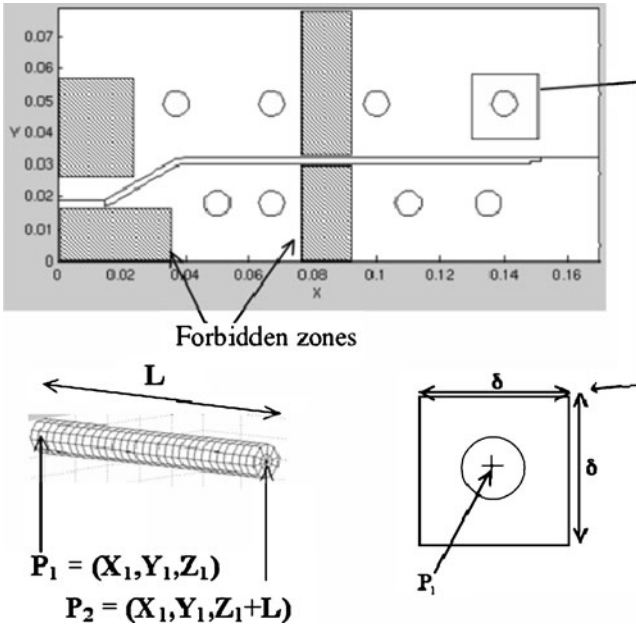 0.07
0.06
0.05
Y 0.04
0.03
0.02
0.01
0
0 0.02 0.04 0.06 0.08 0.1 0.12 0.14 0.16
X
Forbidden zones
L
δ
δ
P₁ = (X₁,Y₁,Z₁)
P₁
P₂ = (X₁,Y₁,Z₁+L)